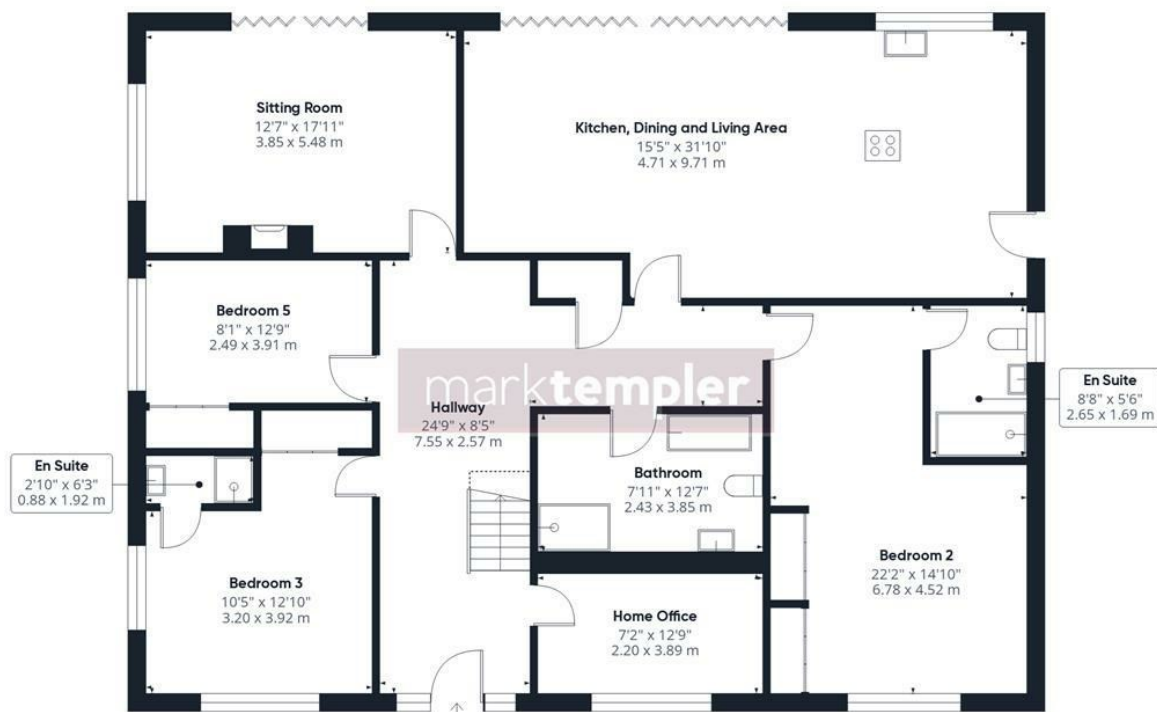 Sitting Room
12'7" x 17'11"
3.85 x 5.48 m
Kitchen, Dining and Living Area
15'5" x 31'10"
4.71 x 9.71 m
Bedroom 5
8'1" x 12'9"
2.49 x 3.91 m
marktempler
Hallway
24'9" x 8'5"
7.55 x 2.57 m
En Suite
8'8" x 5'6"
2.65 x 1.69 m
En Suite
2'10" x 6'3"
0.88 x 1.92 m
Bathroom
7'11" x 12'7"
2.43 x 3.85 m
Bedroom 3
10'5" x 12'10"
3.20 x 3.92 m
Home Office
7'2" x 12'9"
2.20 x 3.89 m
Bedroom 2
22'2" x 14'10"
6.78 x 4.52 m